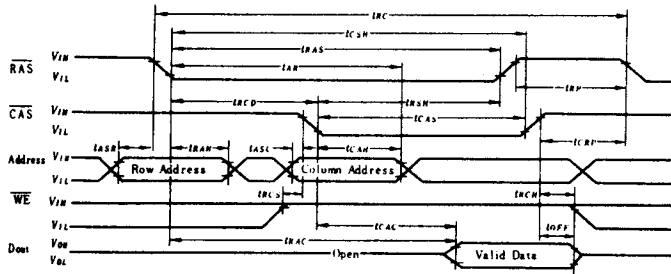 tRC
tCSH
RAS VIH tRAS
VIL tAR tRP
tRCD tRSH
CAS VIH tCAS
VIL tCRP
tASR tRAH tASC tCAH
Address VIH Row Address Column Address
VIL tRCS tRCH
WE VIH
VIL tCAC tOFF
tRAC
Dout VOH Open Valid Data
VOL